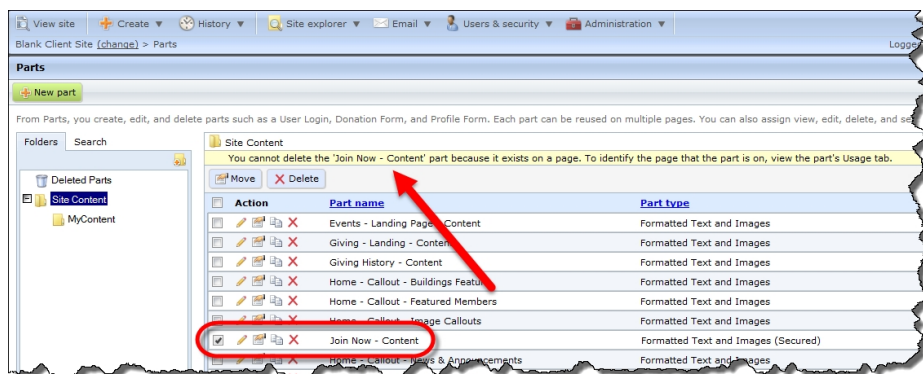 View site Create History Site explorer Email Users & security Administration
Blank Client Site (change) > Parts Logge
Parts
New part
From Parts, you create, edit, and delete parts such as a User Login, Donation Form, and Profile Form. Each part can be reused on multiple pages. You can also assign view, edit, delete, and se
Folders Search
Deleted Parts
Site Content
MyContent
Site Content
You cannot delete the 'Join Now - Content' part because it exists on a page. To identify the page that the part is on, view the part's Usage tab.
Move Delete
Action Part name Part type
Events - Landing Page - Content Formatted Text and Images
Giving - Landing - Content Formatted Text and Images
Giving History - Content Formatted Text and Images
Home - Callout - Buildings Feature Formatted Text and Images
Home - Callout - Featured Members Formatted Text and Images
Home - Callout - Image Callouts Formatted Text and Images
Join Now - Content Formatted Text and Images (Secured)
Home - Callout - News & Announcements Formatted Text and Images